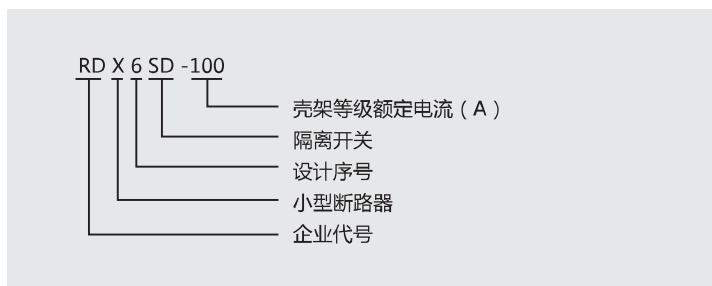 RD X 6 SD -100
壳架等级额定电流（A）
隔离开关
设计序号
小型断路器
企业代号